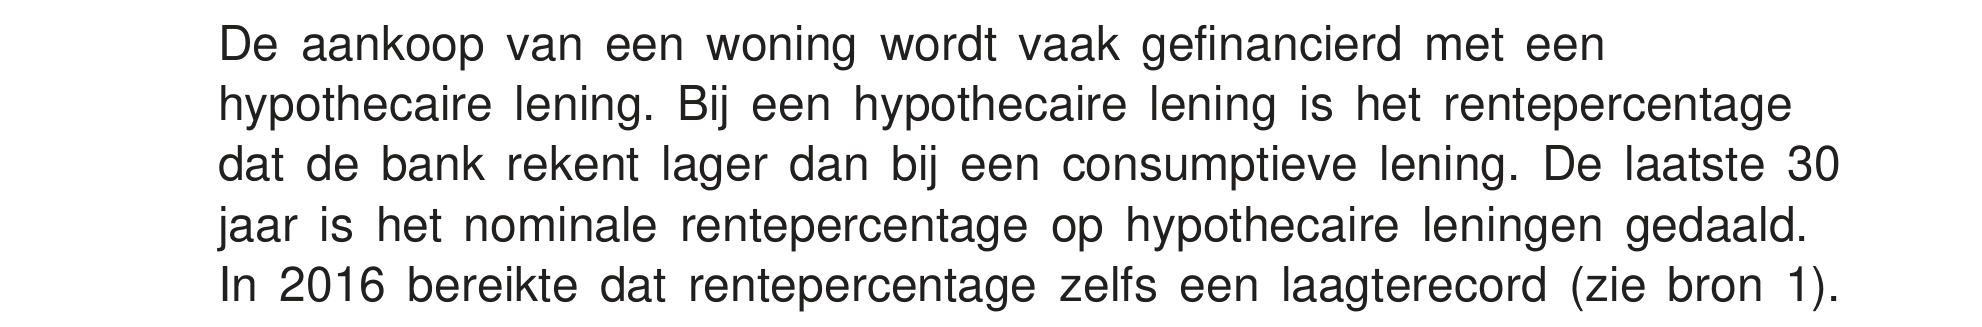 De aankoop van een woning wordt vaak gefinancierd met een
hypothecaire lening. Bij een hypothecaire lening is het rentepercentage
dat de bank rekent lager dan bij een consumptieve lening. De laatste 30
jaar is het nominale rentepercentage op hypothecaire leningen gedaald.
In 2016 bereikte dat rentepercentage zelfs een laagterecord (zie bron 1).